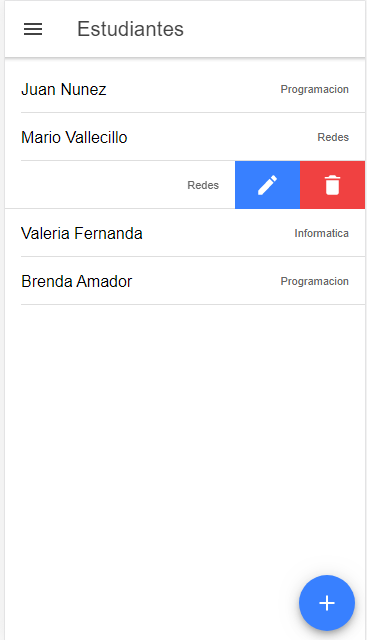 Estudiantes
Juan Nunez Programacion
Mario Vallecillo Redes
Redes
Valeria Fernanda Informatica
Brenda Amador Programacion